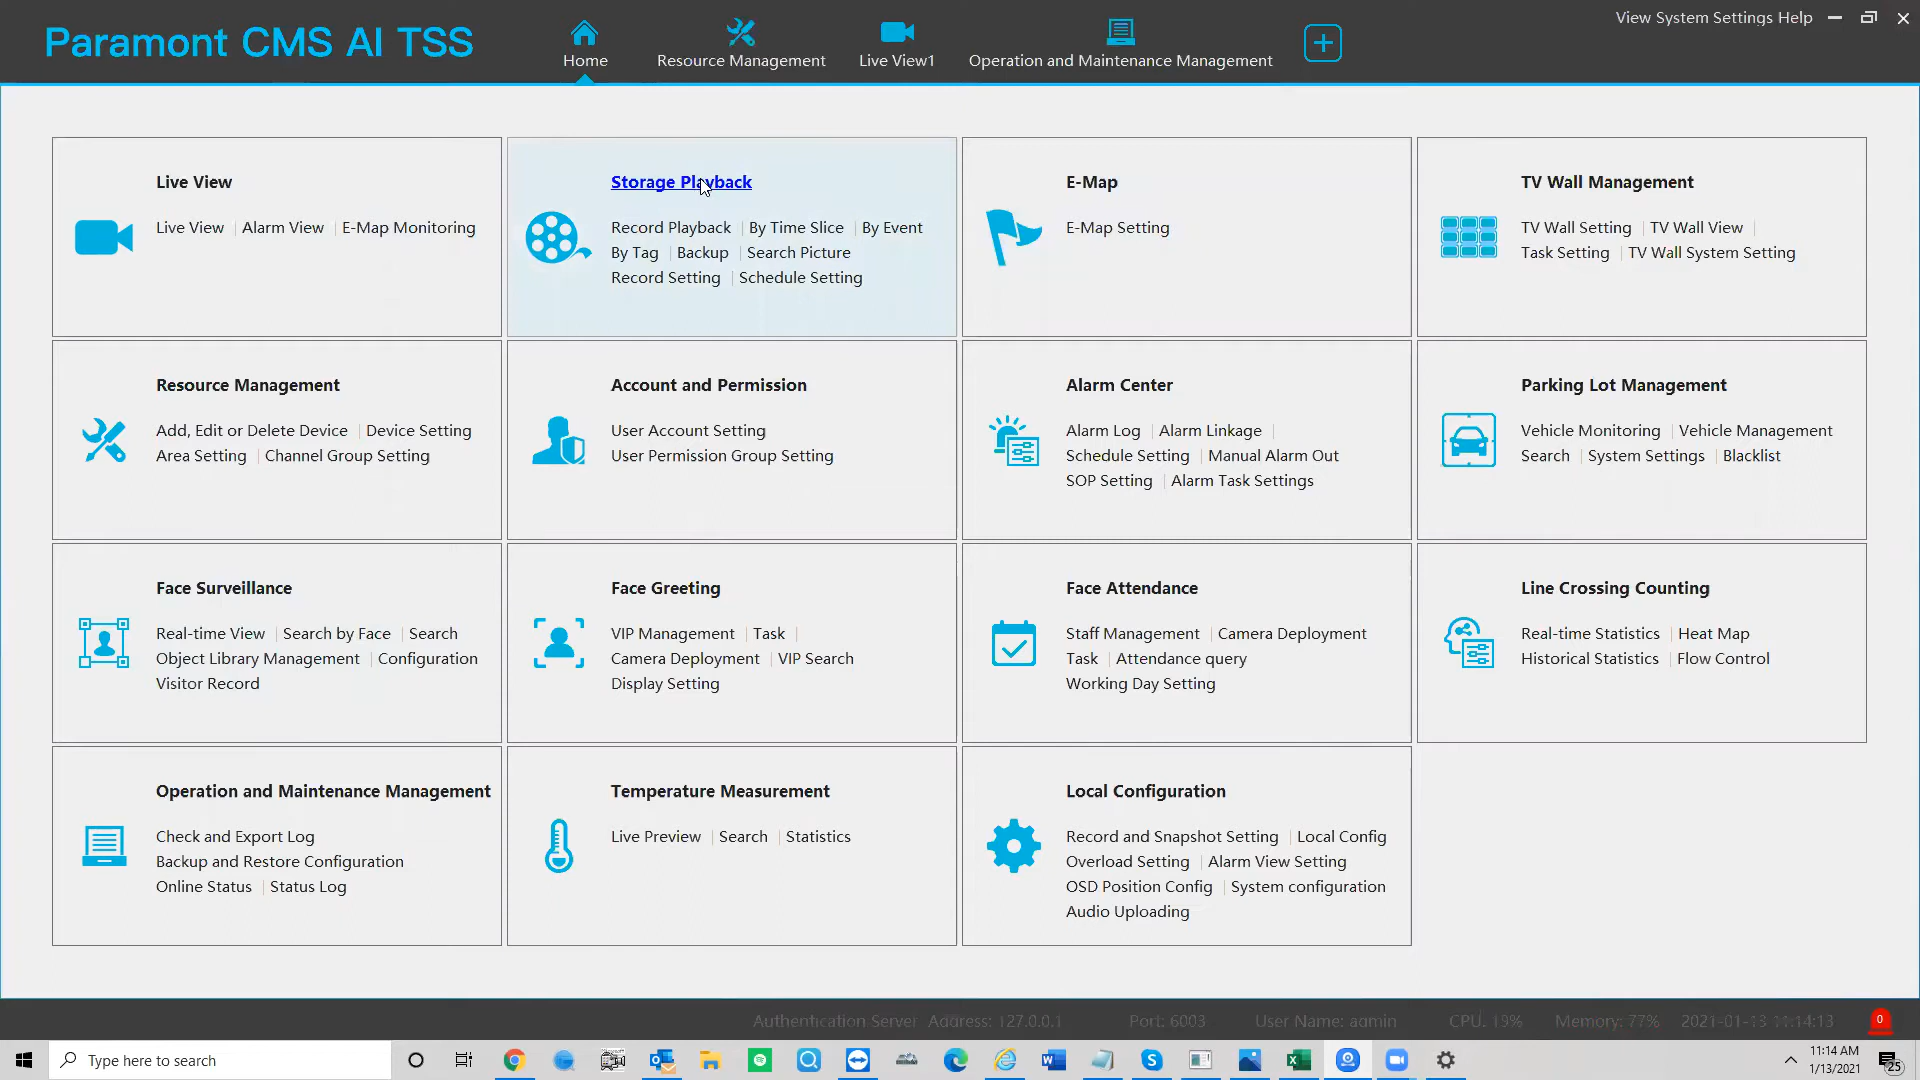 Paramont CMS AI TSS
Home
Resource Management
Live View1
Operation and Maintenance Management
View System Settings Help
Live View
Live View | Alarm View | E-Map Monitoring
Storage Playback
Record Playback | By Time Slice | By Event
By Tag | Backup | Search Picture
Record Setting | Schedule Setting
E-Map
E-Map Setting
TV Wall Management
TV Wall Setting | TV Wall View |
Task Setting | TV Wall System Setting
Resource Management
Add, Edit or Delete Device | Device Setting
Area Setting | Channel Group Setting
Account and Permission
User Account Setting
User Permission Group Setting
Alarm Center
Alarm Log | Alarm Linkage |
Schedule Setting | Manual Alarm Out
SOP Setting | Alarm Task Settings
Parking Lot Management
Vehicle Monitoring | Vehicle Management
Search | System Settings | Blacklist
Face Surveillance
Real-time View | Search by Face | Search
Object Library Management | Configuration
Visitor Record
Face Greeting
VIP Management | Task |
Camera Deployment | VIP Search
Display Setting
Face Attendance
Staff Management | Camera Deployment
Task | Attendance query
Working Day Setting
Line Crossing Counting
Real-time Statistics | Heat Map
Historical Statistics | Flow Control
Operation and Maintenance Management
Check and Export Log
Backup and Restore Configuration
Online Status | Status Log
Temperature Measurement
Live Preview | Search | Statistics
Local Configuration
Record and Snapshot Setting | Local Config
Overload Setting | Alarm View Setting
OSD Position Config | System configuration
Audio Uploading
Authentication Server Address: 127.0.0.1 Port: 6003 User Name: admin CPU: 19% Memory: 77% 2021-01-13 11:14:13
0
Type here to search
11:14 AM
1/13/2021
25